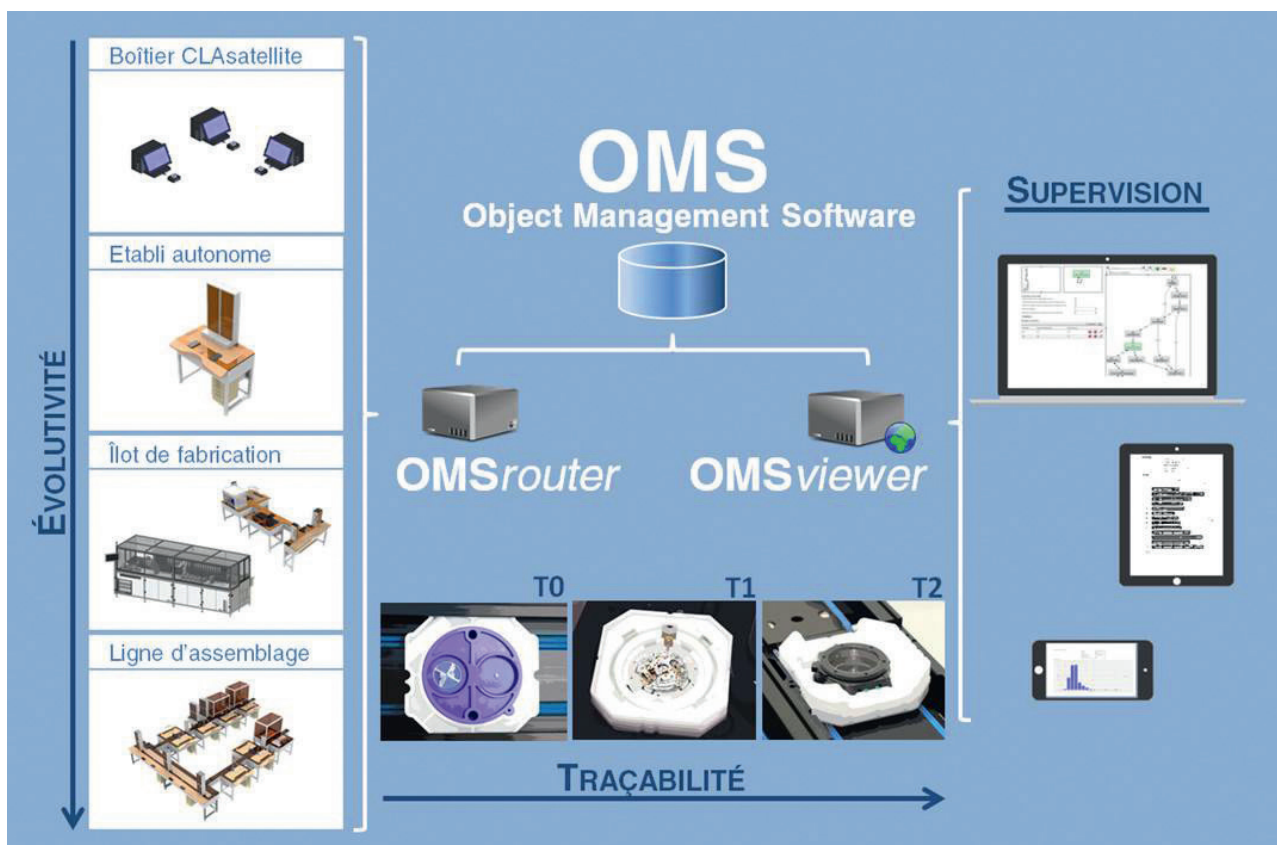 Boîtier CLAsatellite
Etabli autonome
Îlot de fabrication
Ligne d'assemblage
ÉVOLUTIVITÉ
OMS
Object Management Software
OMSrouter
OMSviewer
T0
T1
T2
TRAÇABILITÉ
SUPERVISION